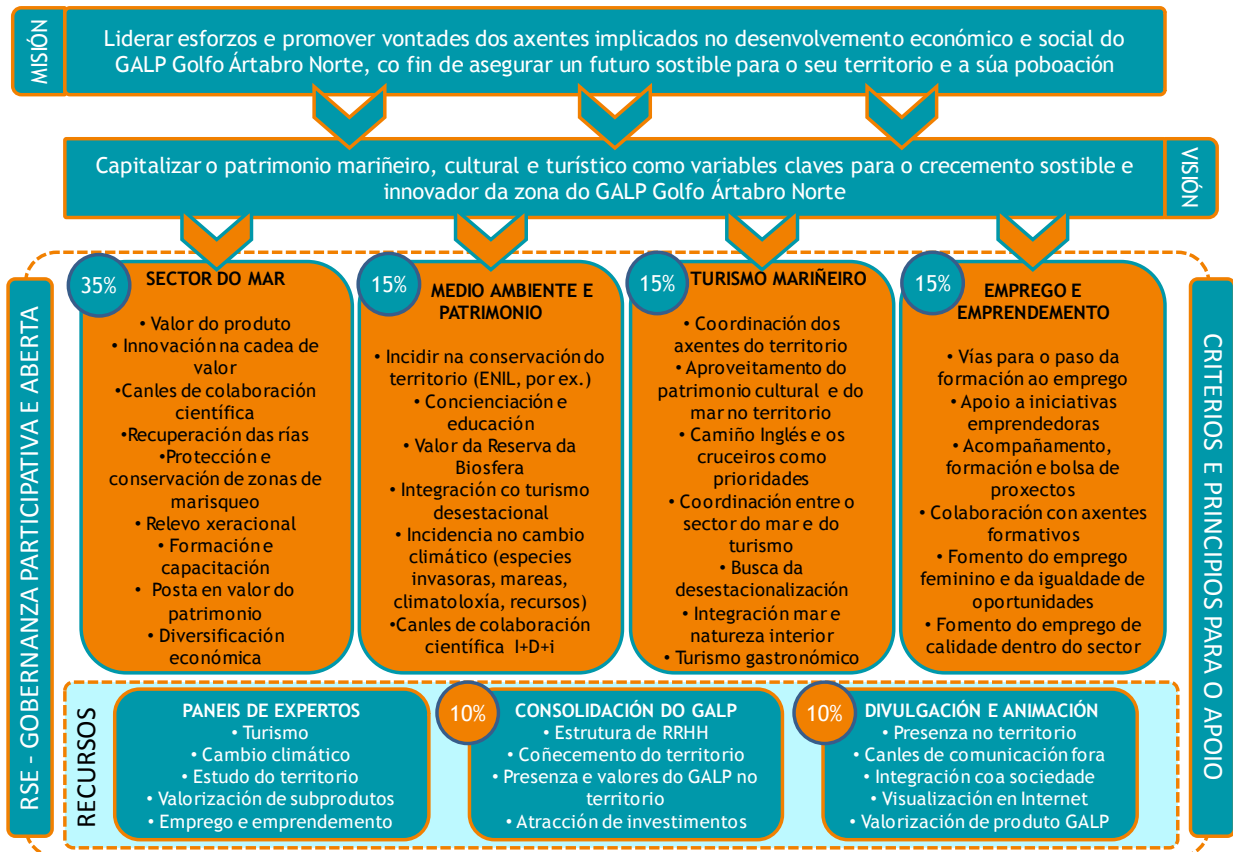 MISIÓN
Liderar esforzos e promover vontades dos axentes implicados no desenvolvemento económico e social do
GALP Golfo Ártabro Norte, co fin de asegurar un futuro sostible para o seu territorio e a súa poboación
Capitalizar o patrimonio mariñeiro, cultural e turístico como variables claves para o crecemento sostible e
innovador da zona do GALP Golfo Ártabro Norte
VISIÓN
RSE - GOBERNANZA PARTICIPATIVA E ABERTA
35%
SECTOR DO MAR
• Valor do produto
• Innovación na cadea de
valor
•Canles de colaboración
científica
•Recuperación das rías
•Protección e
conservación de zonas de
marisqueo
• Relevo xeracional
• Formación e
capacitación
• Posta en valor do
patrimonio
• Diversificación
económica
15%
MEDIO AMBIENTE E
PATRIMONIO
• Incidir na conservación do
territorio (ENIL, por ex.)
• Concienciación e
educación
• Valor da Reserva da
Biosfera
• Integración co turismo
desestacional
• Incidencia no cambio
climático (especies
invasoras, mareas,
climatoloxía, recursos)
•Canles de colaboración
científica I+D+i
15%
TURISMO MARIÑEIRO
• Coordinación dos
axentes do territorio
• Aproveitamento do
patrimonio cultural e do
mar no territorio
• Camiño Inglés e os
cruceiros como
prioridades
• Coordinación entre o
sector do mar e do
turismo
• Busca da
desestacionalización
• Integración mar e
natureza interior
• Turismo gastronómico
15%
EMPREGO E
EMPRENDEMENTO
• Vías para o paso da
formación ao emprego
• Apoio a iniciativas
emprendedoras
• Acompañamento,
formación e bolsa de
proxectos
• Colaboración con axentes
formativos
• Fomento do emprego
feminino e da igualdade de
oportunidades
• Fomento do emprego de
calidade dentro do sector
CRITERIOS E PRINCIPIOS PARA O APOIO
RECURSOS
PANEIS DE EXPERTOS
• Turismo
• Cambio climático
• Estudo do territorio
• Valorización de subprodutos
• Emprego e emprendemento
10%
CONSOLIDACIÓN DO GALP
• Estrutura de RRHH
• Coñecemento do territorio
• Presenza e valores do GALP no
territorio
• Atracción de investimentos
10%
DIVULGACIÓN E ANIMACIÓN
• Presenza no territorio
• Canles de comunicación fora
• Integración coa sociedade
• Visualización en Internet
• Valorización de produto GALP